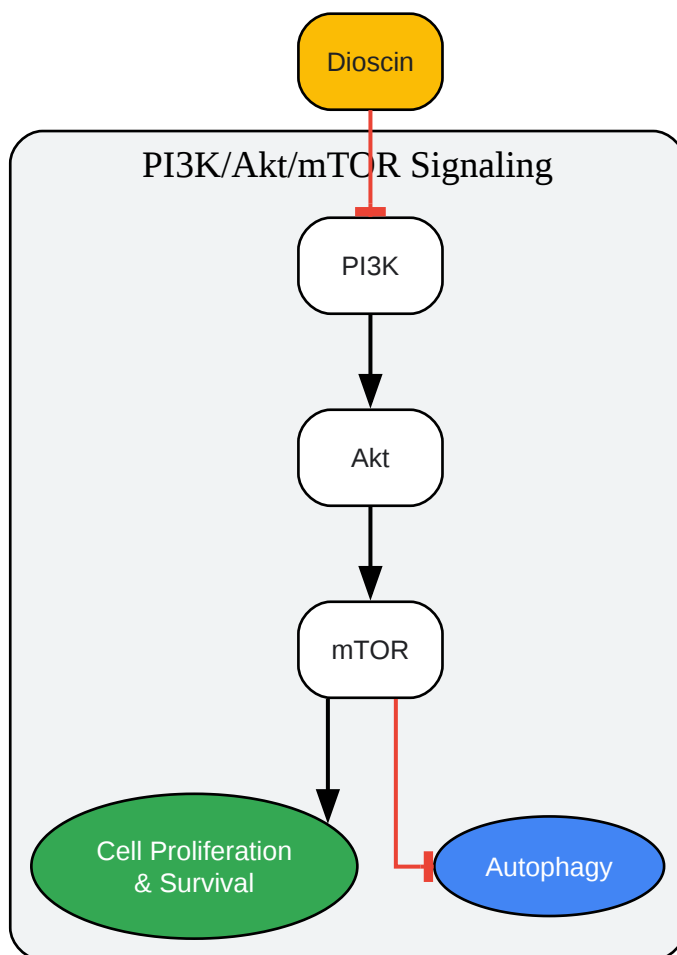 Dioscin
PI3K/Akt/mTOR Signaling
PI3K
Akt
mTOR
Cell Proliferation
& Survival
Autophagy